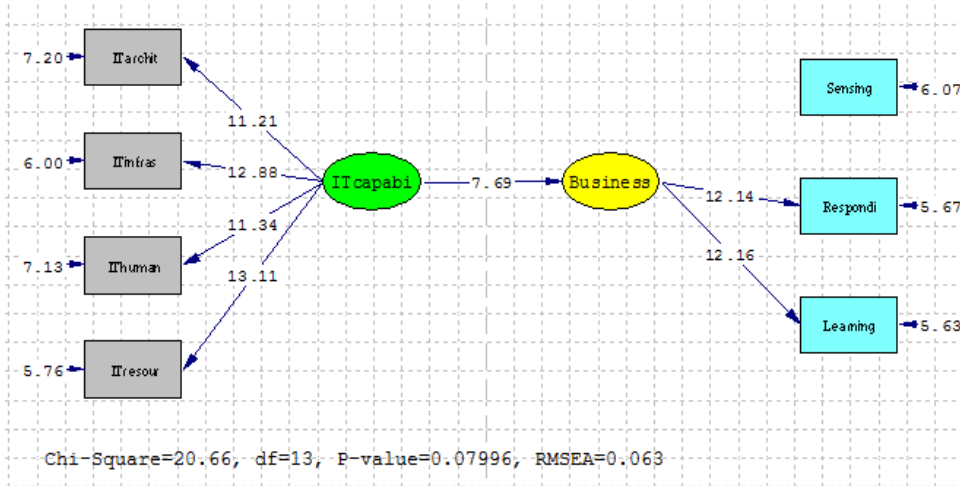 7.20
ITarchit
11.21
6.00
ITinfras
12.88
7.13
IThuman
11.34
5.76
ITresour
13.11
ITcapabi
7.69
Business
12.14
12.16
Sensing
6.07
Respondi
5.67
Learning
5.63
Chi-Square=20.66, df=13, P-value=0.07996, RMSEA=0.063